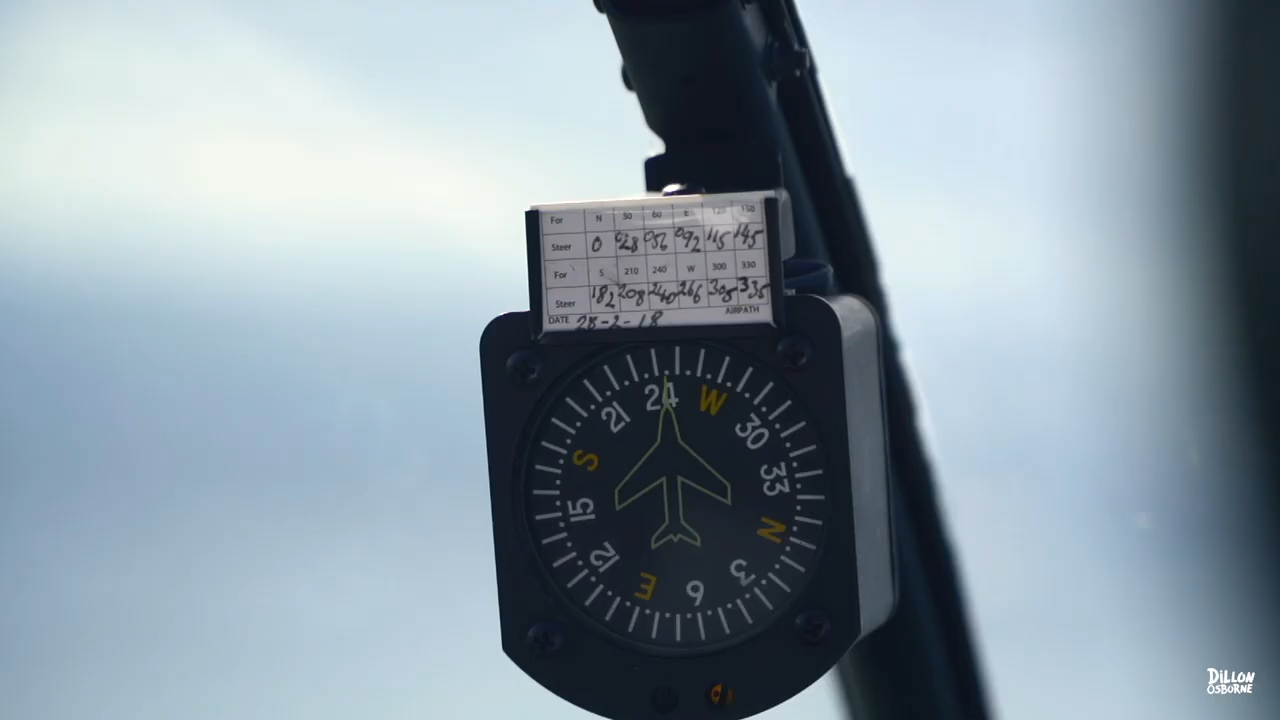 For N 30 60 E 120 150
Steer 0 028 056 092 115 145
For S 210 240 W 300 330
Steer 182 208 240 266 305 335
DATE 28-2-18 AIRPATH
24 W 30 33 N 3 6 E 12 15 S 21
DiLLON
OSBORNE